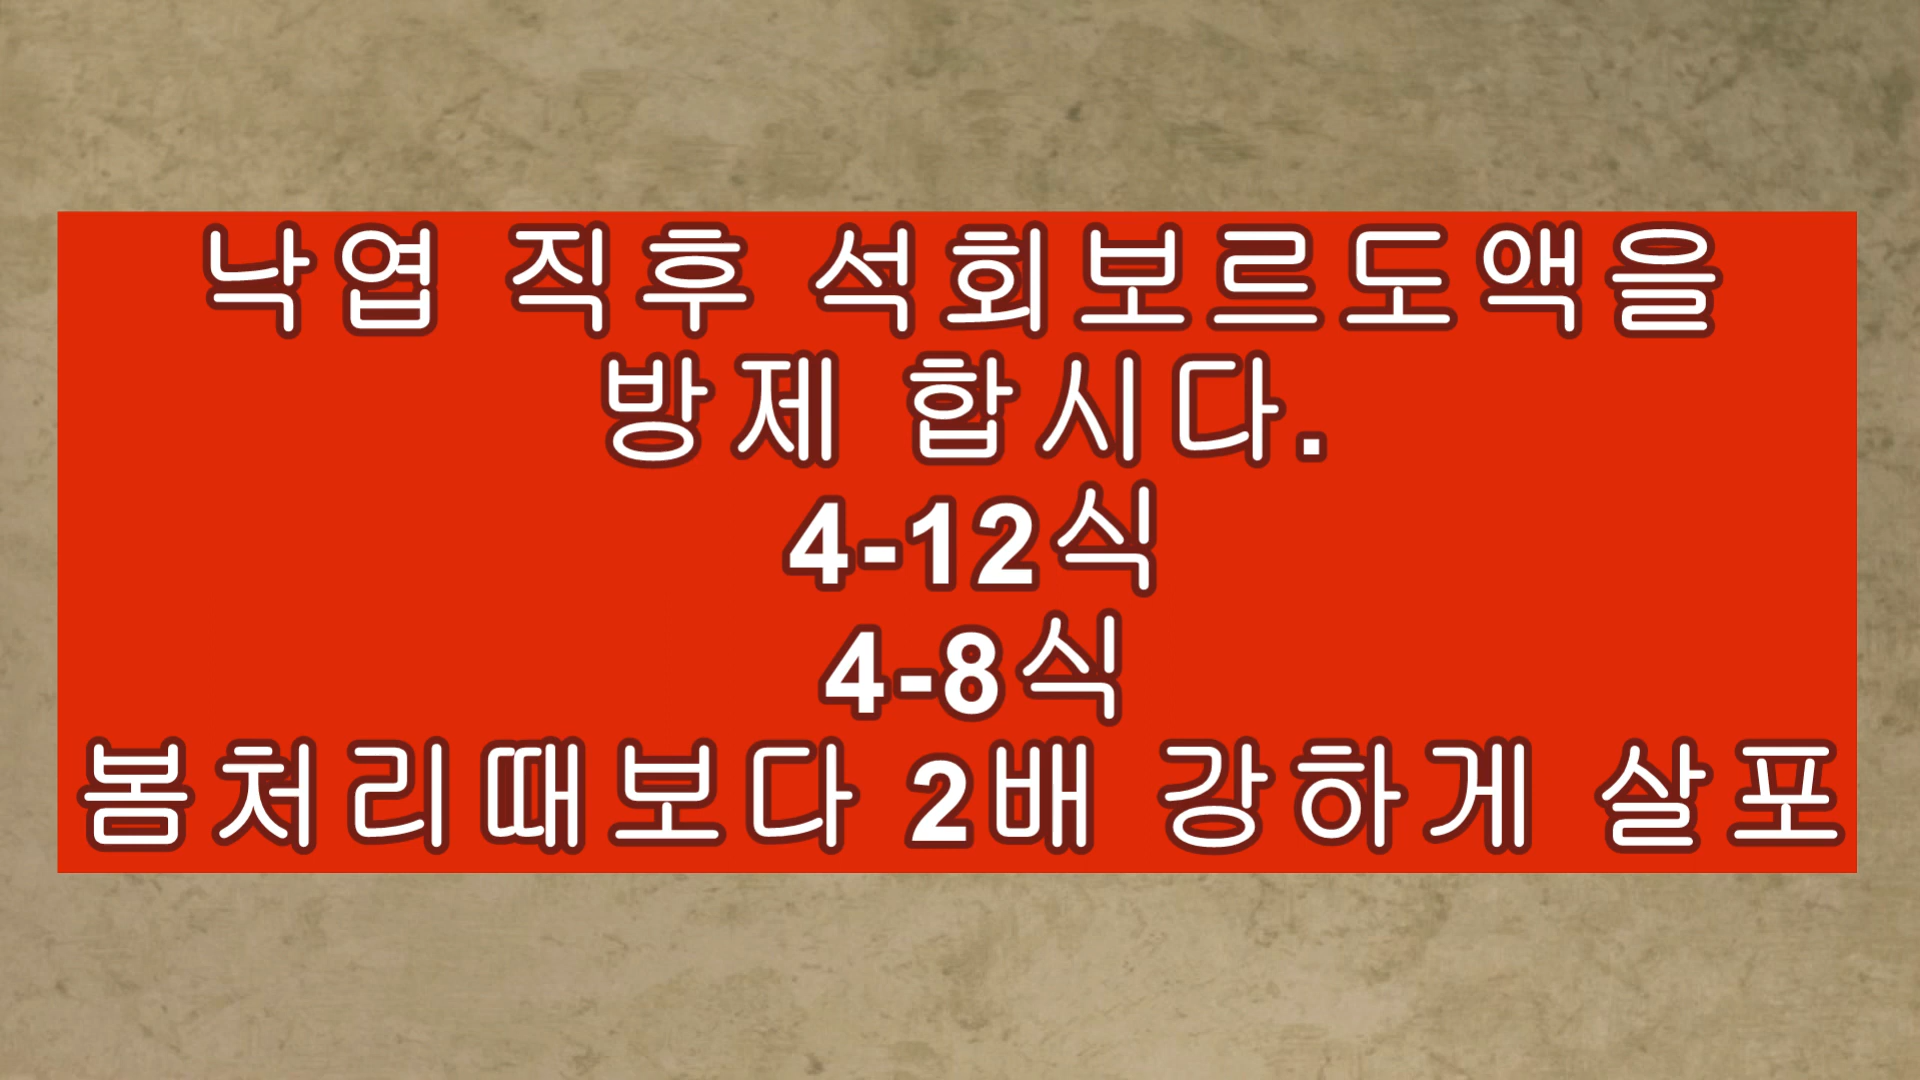 낙엽 직후 석회보르도액을
방제 합시다.
4-12식
4-8식
봄처리때보다 2배 강하게 살포